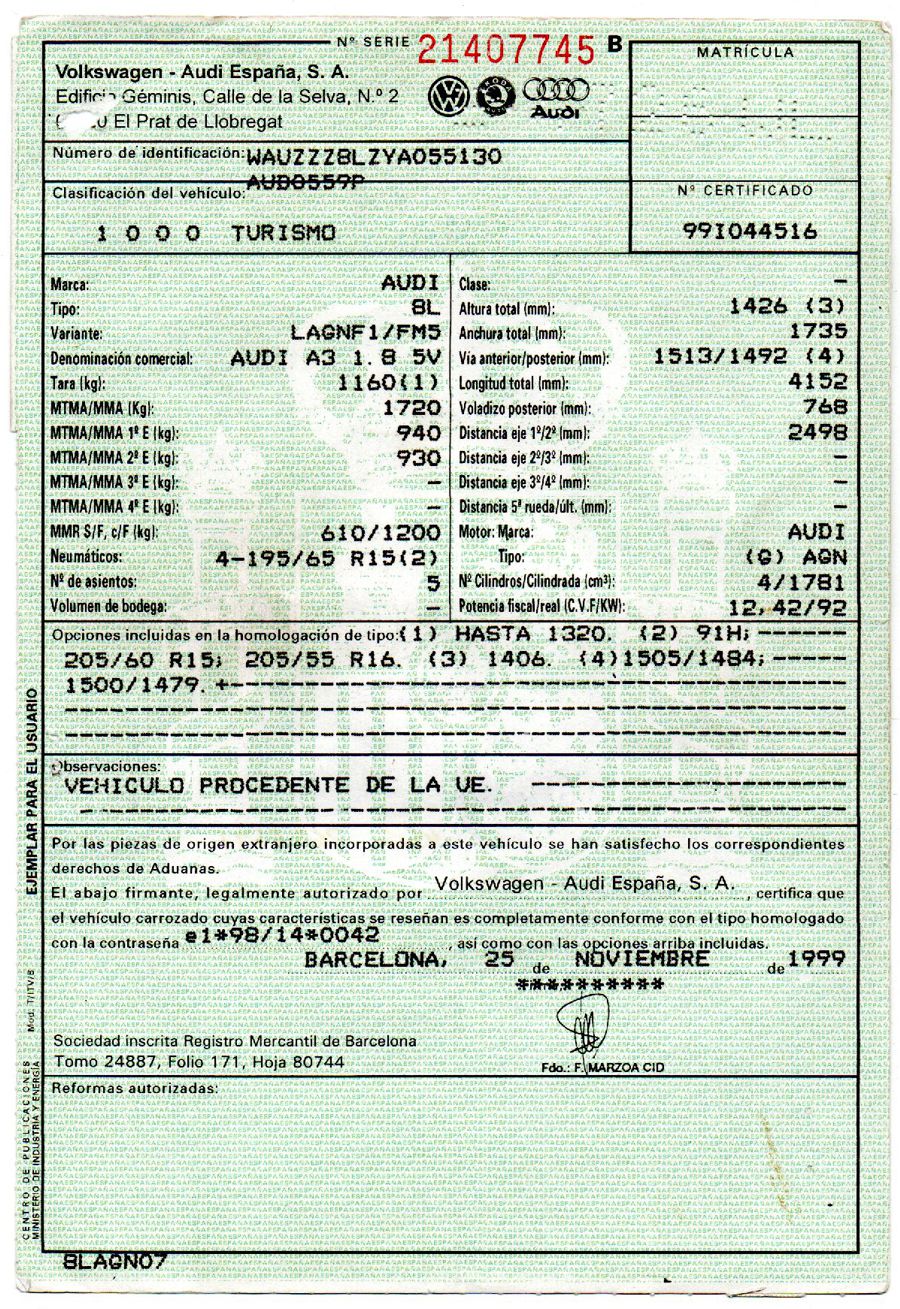 Nº SERIE 21407745 B
MATRÍCULA
Volkswagen - Audi España, S. A.
Edificio Géminis, Calle de la Selva, N.º 2
El Prat de Llobregat
Audi
Número de identificación: WAUZZZ8LZYA055130
AUD0559P
Clasificación del vehículo:
1 0 0 0 TURISMO
Nº CERTIFICADO
99I044516
Marca: AUDI
Tipo: 8L
Variante: LAGNF1/FM5
Denominación comercial: AUDI A3 1.8 5V
Tara (kg): 1160(1)
MTMA/MMA (Kg): 1720
MTMA/MMA 1º E (kg): 940
MTMA/MMA 2º E (kg): 930
MTMA/MMA 3º E (kg): –
MTMA/MMA 4º E (kg): –
MMR S/F, c/F (kg): 610/1200
Neumáticos: 4-195/65 R15(2)
Nº de asientos: 5
Volumen de bodega: –
Clase: –
Altura total (mm): 1426 (3)
Anchura total (mm): 1735
Vía anterior/posterior (mm): 1513/1492 (4)
Longitud total (mm): 4152
Voladizo posterior (mm): 768
Distancia eje 1º/2º (mm): 2498
Distancia eje 2º/3º (mm): –
Distancia eje 3º/4º (mm): –
Distancia 5ª rueda/últ. (mm): –
Motor: Marca: AUDI
Tipo: (G) AGN
Nº Cilindros/Cilindrada (cm³): 4/1781
Potencia fiscal/real (C.V.F/KW): 12,42/92
Opciones incluidas en la homologación de tipo: (1) HASTA 1320. (2) 91H; ------
205/60 R15; 205/55 R16. (3) 1406. (4)1505/1484; -----
1500/1479. +-
Observaciones:
VEHICULO PROCEDENTE DE LA UE.
Por las piezas de origen extranjero incorporadas a este vehículo se han satisfecho los correspondientes
derechos de Aduanas.
El abajo firmante, legalmente autorizado por Volkswagen - Audi España, S. A., certifica que
el vehículo carrozado cuyas características se reseñan es completamente conforme con el tipo homologado
con la contraseña e1*98/14*0042, así como con las opciones arriba incluidas.
BARCELONA, 25 de NOVIEMBRE de 1999
**********
Sociedad inscrita Registro Mercantil de Barcelona
Tomo 24887, Folio 171, Hoja 80744
Fdo.: F. MARZOA CID
Reformas autorizadas:
8LAGN07
EJEMPLAR PARA EL USUARIO
Mod. T/ITV/8
CENTRO DE PUBLICACIONES
MINISTERIO DE INDUSTRIA Y ENERGÍA